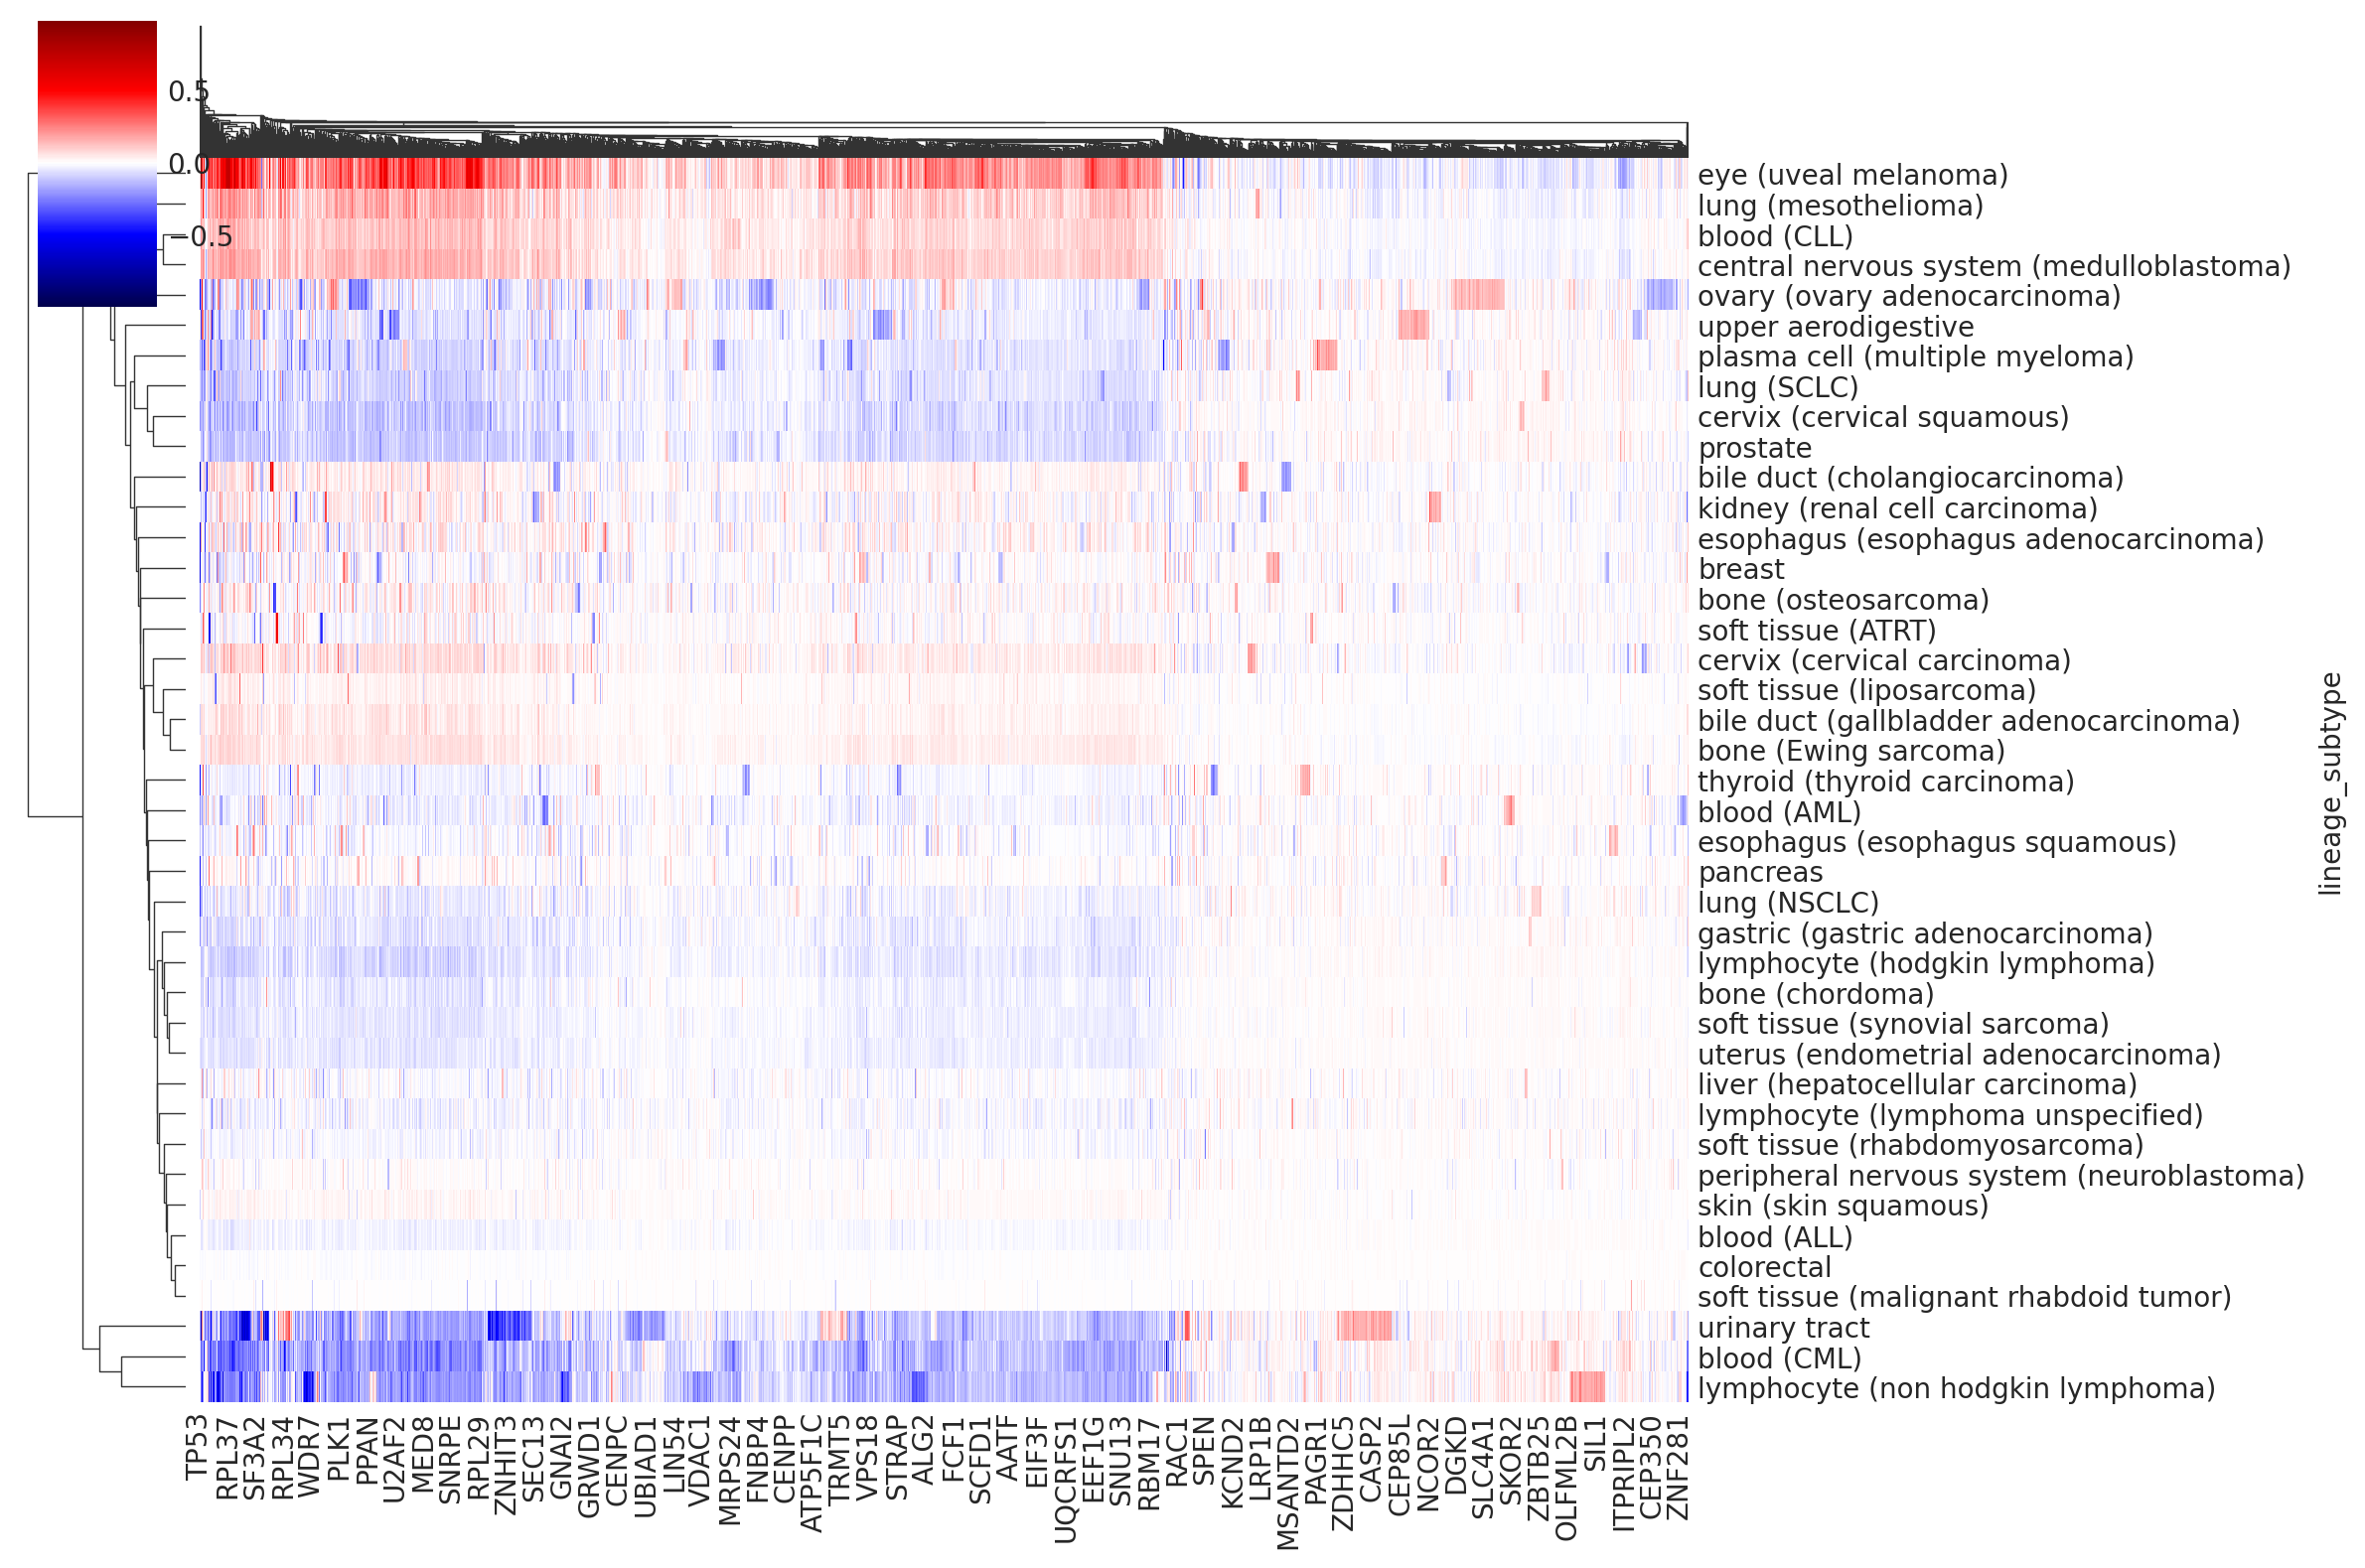 0.5
0.0
−0.5
eye (uveal melanoma)
lung (mesothelioma)
blood (CLL)
central nervous system (medulloblastoma)
ovary (ovary adenocarcinoma)
upper aerodigestive
plasma cell (multiple myeloma)
lung (SCLC)
cervix (cervical squamous)
prostate
bile duct (cholangiocarcinoma)
kidney (renal cell carcinoma)
esophagus (esophagus adenocarcinoma)
breast
bone (osteosarcoma)
soft tissue (ATRT)
cervix (cervical carcinoma)
soft tissue (liposarcoma)
bile duct (gallbladder adenocarcinoma)
bone (Ewing sarcoma)
thyroid (thyroid carcinoma)
blood (AML)
esophagus (esophagus squamous)
pancreas
lung (NSCLC)
gastric (gastric adenocarcinoma)
lymphocyte (hodgkin lymphoma)
bone (chordoma)
soft tissue (synovial sarcoma)
uterus (endometrial adenocarcinoma)
liver (hepatocellular carcinoma)
lymphocyte (lymphoma unspecified)
soft tissue (rhabdomyosarcoma)
peripheral nervous system (neuroblastoma)
skin (skin squamous)
blood (ALL)
colorectal
soft tissue (malignant rhabdoid tumor)
urinary tract
blood (CML)
lymphocyte (non hodgkin lymphoma)
lineage_subtype
TP53
RPL37
SF3A2
RPL34
WDR7
PLK1
PPAN
U2AF2
MED8
SNRPE
RPL29
ZNHIT3
SEC13
GNAI2
GRWD1
CENPC
UBIAD1
LIN54
VDAC1
MRPS24
FNBP4
CENPP
ATP5F1C
TRMT5
VPS18
STRAP
ALG2
FCF1
SCFD1
AATF
EIF3F
UQCRFS1
EEF1G
SNU13
RBM17
RAC1
SPEN
KCND2
LRP1B
MSANTD2
PAGR1
ZDHHC5
CASP2
CEP85L
NCOR2
DGKD
SLC4A1
SKOR2
ZBTB25
OLFML2B
SIL1
ITPRIPL2
CEP350
ZNF281